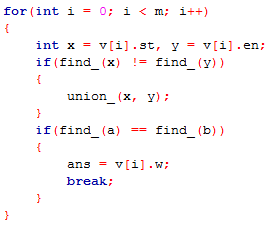 for(int i = 0; i < m; i++)
{
int x = v[i].st, y = v[i].en;
if(find_(x) != find_(y))
{
union_(x, y);
}
if(find_(a) == find_(b))
{
ans = v[i].w;
break;
}
}